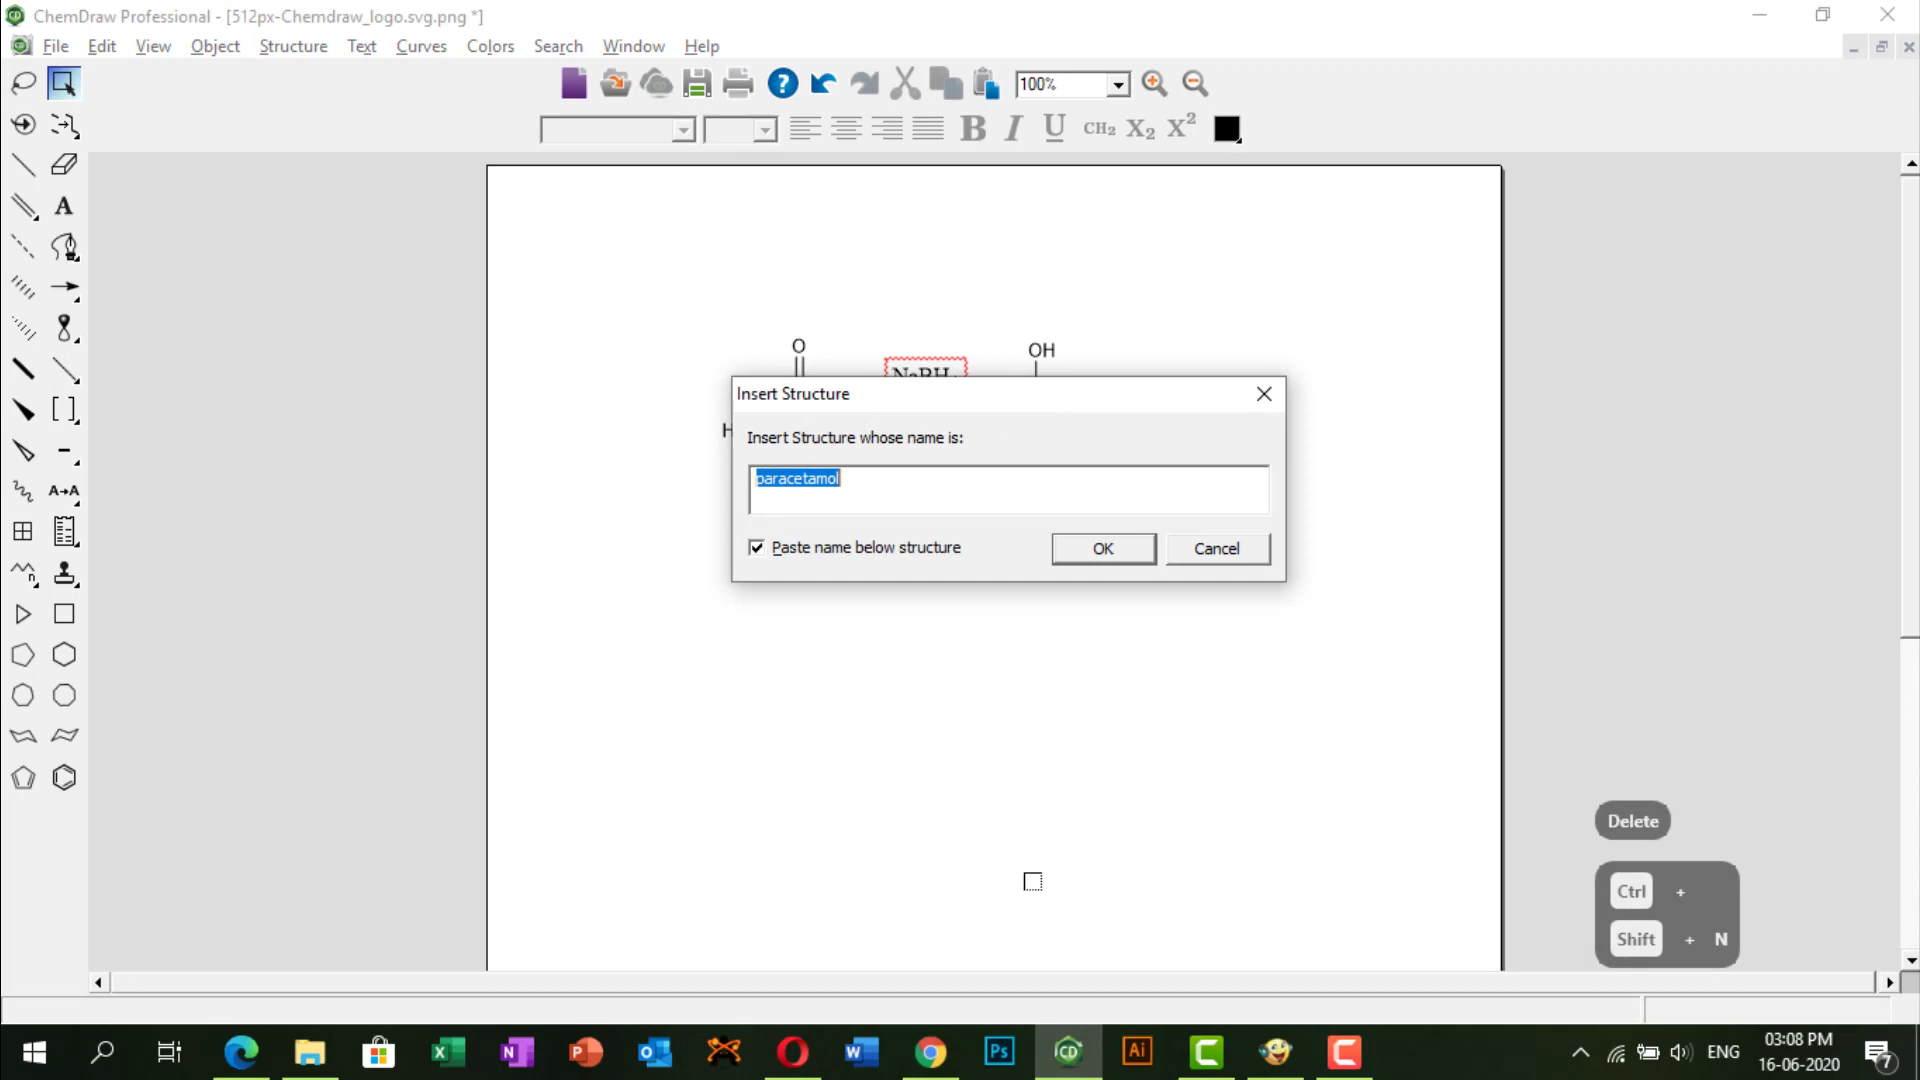 ChemDraw Professional - [512px-Chemdraw_logo.svg.png *]
File Edit View Object Structure Text Curves Colors Search Window Help
100%
B I U CH₂ X₂ X²
A
A→A
n
O
OH
H
Insert Structure
Insert Structure whose name is:
paracetamol
Paste name below structure
OK
Cancel
Delete
Ctrl +
Shift + N
03:08 PM
ENG
16-06-2020
7